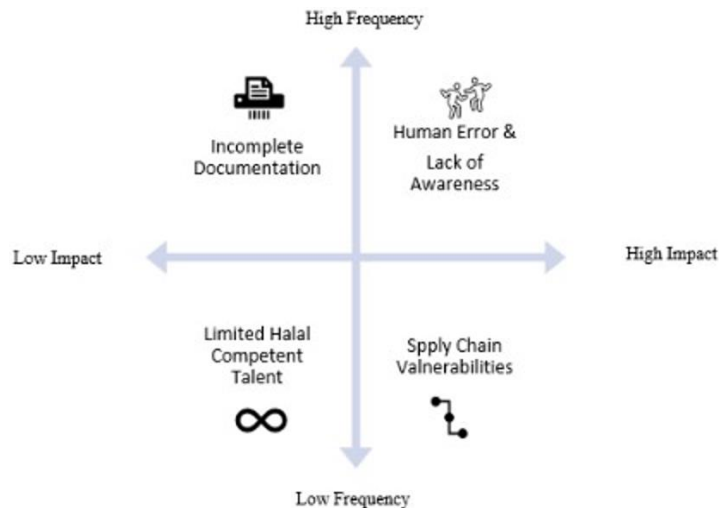 High Frequency
Incomplete
Documentation
Human Error &
Lack of
Awareness
Low Impact
High Impact
Limited Halal
Competent
Talent
Spply Chain
Valnerabilities
Low Frequency